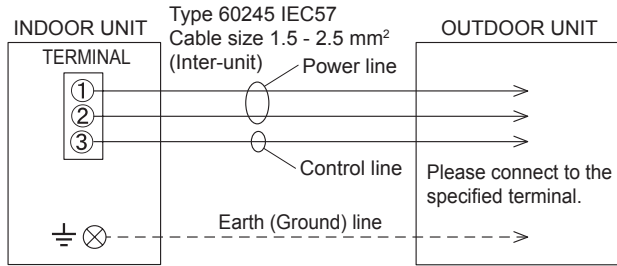 INDOOR UNIT
Type 60245 IEC57
Cable size 1.5 - 2.5 mm²
(Inter-unit)
OUTDOOR UNIT
TERMINAL
Power line
①
②
③
Control line
Please connect to the
specified terminal.
Earth (Ground) line